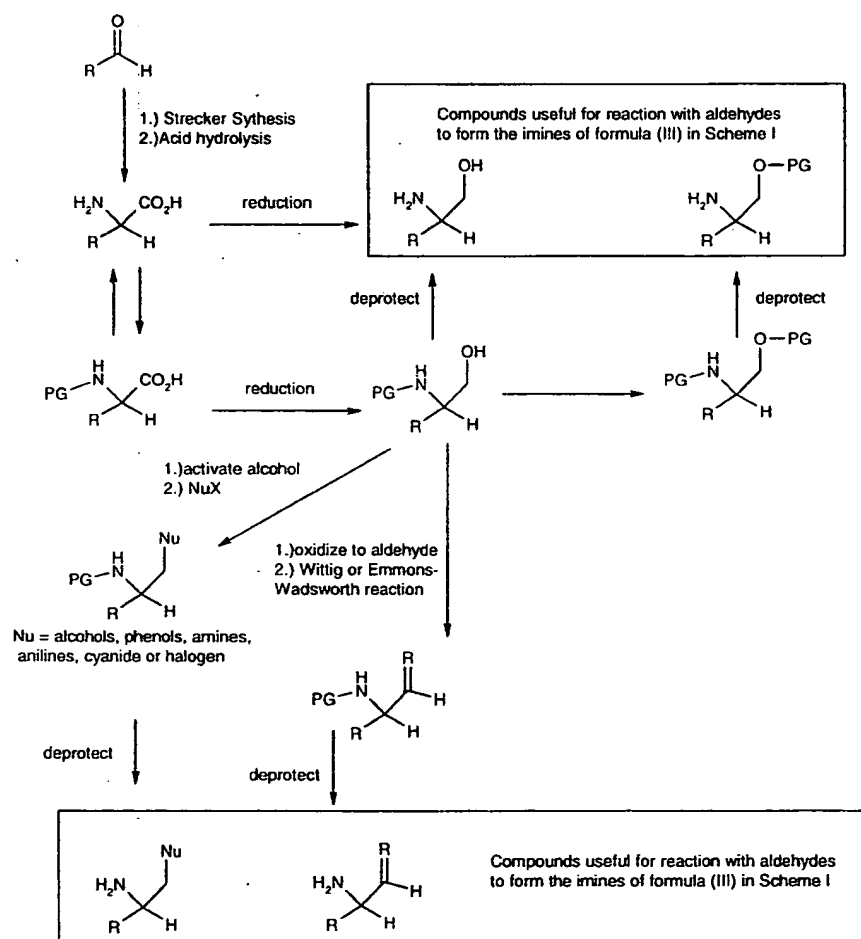 O
R H
1.) Strecker Sythesis
2.)Acid hydrolysis
Compounds useful for reaction with aldehydes
to form the imines of formula (III) in Scheme I
H2N CO2H
R H
reduction
OH
H2N
R H
O-PG
H2N
R H
deprotect
deprotect
H
PG-N CO2H
R H
reduction
OH
H
PG-N
R H
O-PG
H
PG-N
R H
1.)activate alcohol
2.) NuX
Nu
H
PG-N
R H
1.)oxidize to aldehyde
2.) Wittig or Emmons-
Wadsworth reaction
Nu = alcohols, phenols, amines,
anilines, cyanide or halogen
R
H
PG-N H
R H
deprotect
deprotect
Nu
H2N
R H
R
H2N H
R H
Compounds useful for reaction with aldehydes
to form the imines of formula (III) in Scheme I